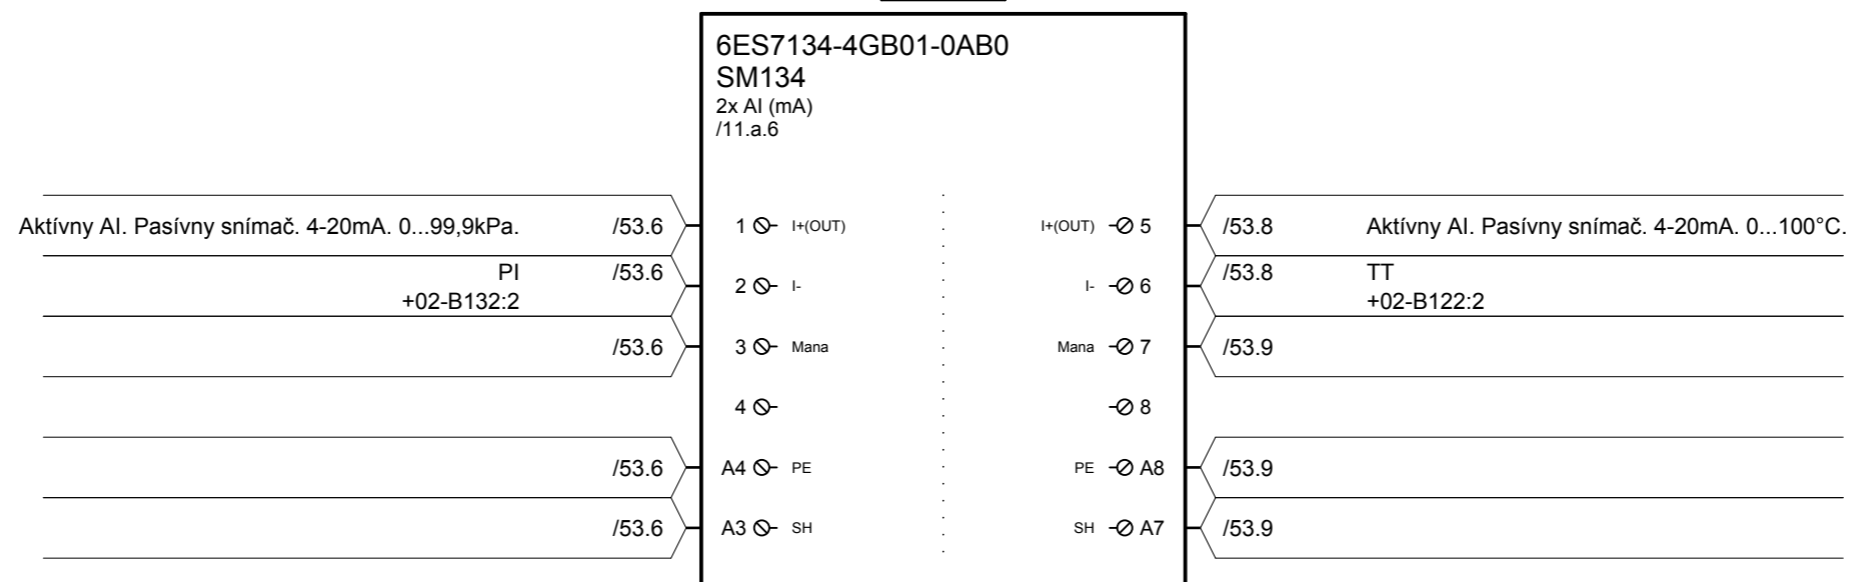 6ES7134-4GB01-0AB0
SM134
2x AI (mA)
/11.a.6
Aktívny AI. Pasívny snímač. 4-20mA. 0...99,9kPa. /53.6 1 I+(OUT) I+(OUT) 5 /53.8 Aktívny AI. Pasívny snímač. 4-20mA. 0...100°C.
PI /53.6 2 I- I- 6 /53.8 TT
+02-B132:2 +02-B122:2
/53.6 3 Mana Mana 7 /53.9
4 8
/53.6 A4 PE PE A8 /53.9
/53.6 A3 SH SH A7 /53.9